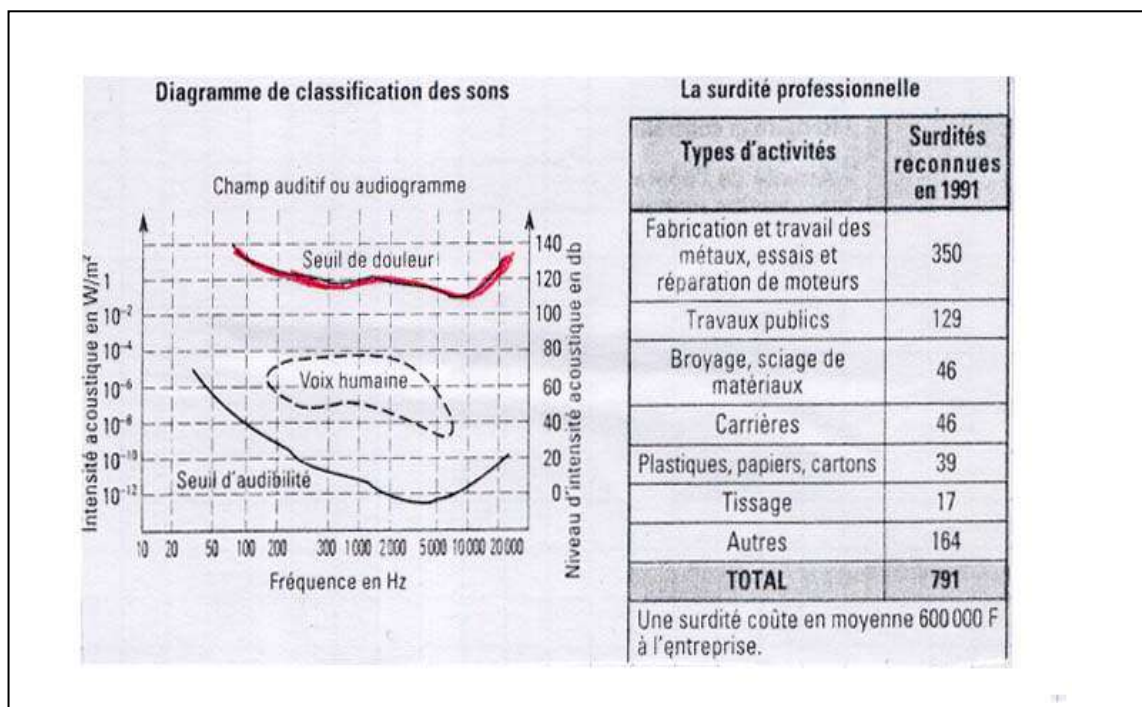 Diagramme de classification des sons
Champ auditif ou audiogramme
Intensité acoustique en W/m²
1
10⁻²
10⁻⁴
10⁻⁶
10⁻⁸
10⁻¹⁰
10⁻¹²
Seuil de douleur
Voix humaine
Seuil d'audibilité
140
120
100
80
60
40
20
0
Niveau d'intensité acoustique en db
10 20 50 100 300 1000 2000 5000 10000 20000
Fréquence en Hz
La surdité professionnelle
Types d'activités
Surdités
reconnues
en 1991
Fabrication et travail des
métaux, essais et
réparation de moteurs
350
Travaux publics
129
Broyage, sciage de
matériaux
46
Carrières
46
Plastiques, papiers, cartons
39
Tissage
17
Autres
164
TOTAL
791
Une surdité coûte en moyenne 600 000 F
à l'entreprise.